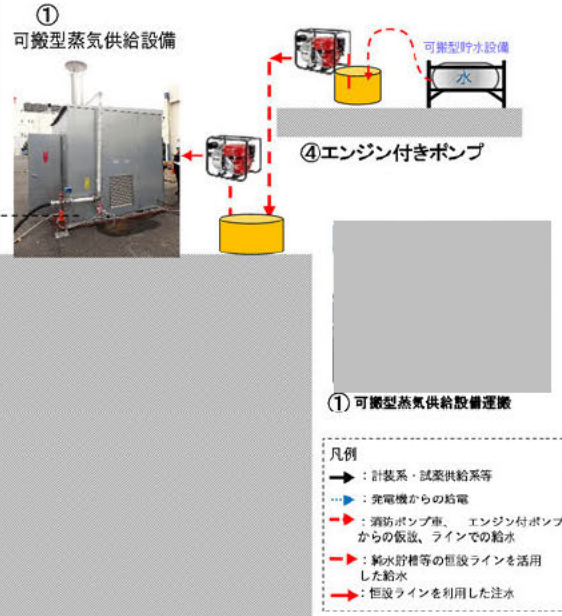 ①
可搬型蒸気供給設備
可搬型貯水設備
水
④エンジン付きポンプ
① 可搬型蒸気供給設備運搬
凡例
：計装系・試薬供給系等
：発電機からの給電
：消防ポンプ車、　エンジン付ポンプ
からの仮設、ラインでの給水
：純水貯槽等の恒設ラインを活用
した給水
：恒設ラインを利用した注水